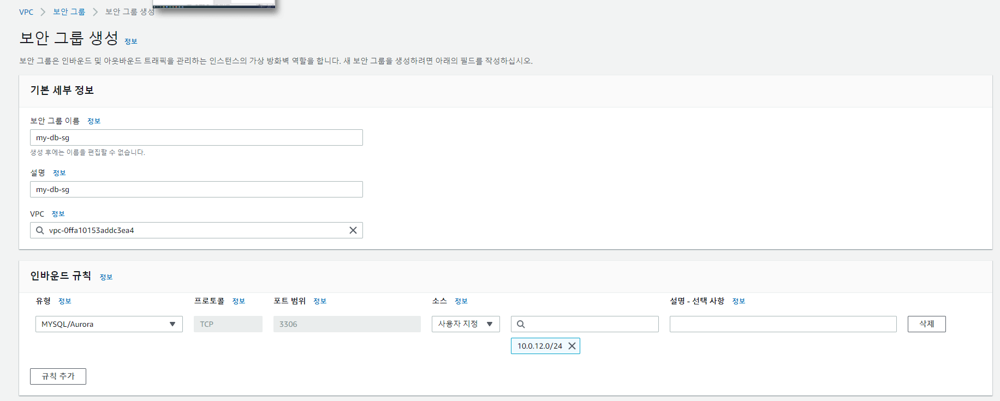 VPC > 보안 그룹 > 보안 그룹 생성
보안 그룹 생성 정보
보안 그룹은 인바운드 및 아웃바운드 트래픽을 관리하는 인스턴스의 가상 방화벽 역할을 합니다. 새 보안 그룹을 생성하려면 아래의 필드를 작성하십시오.
기본 세부 정보
보안 그룹 이름 정보
my-db-sg
생성 후에는 이름을 편집할 수 없습니다.
설명 정보
my-db-sg
VPC 정보
vpc-0ffa10153addc3ea4
인바운드 규칙 정보
유형 정보 프로토콜 정보 포트 범위 정보 소스 정보 설명 - 선택 사항 정보
MYSQL/Aurora TCP 3306 사용자 지정 삭제
10.0.12.0/24
규칙 추가